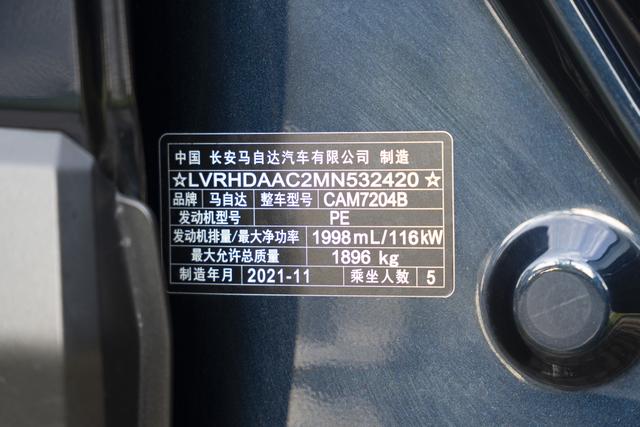 中国 长安马自达汽车有限公司 制造
☆LVRHDAAC2MN532420☆
品牌 马自达 整车型号 CAM7204B
发动机型号 PE
发动机排量/最大净功率 1998mL/116kW
最大允许总质量 1896 kg
制造年月 2021-11 乘坐人数 5